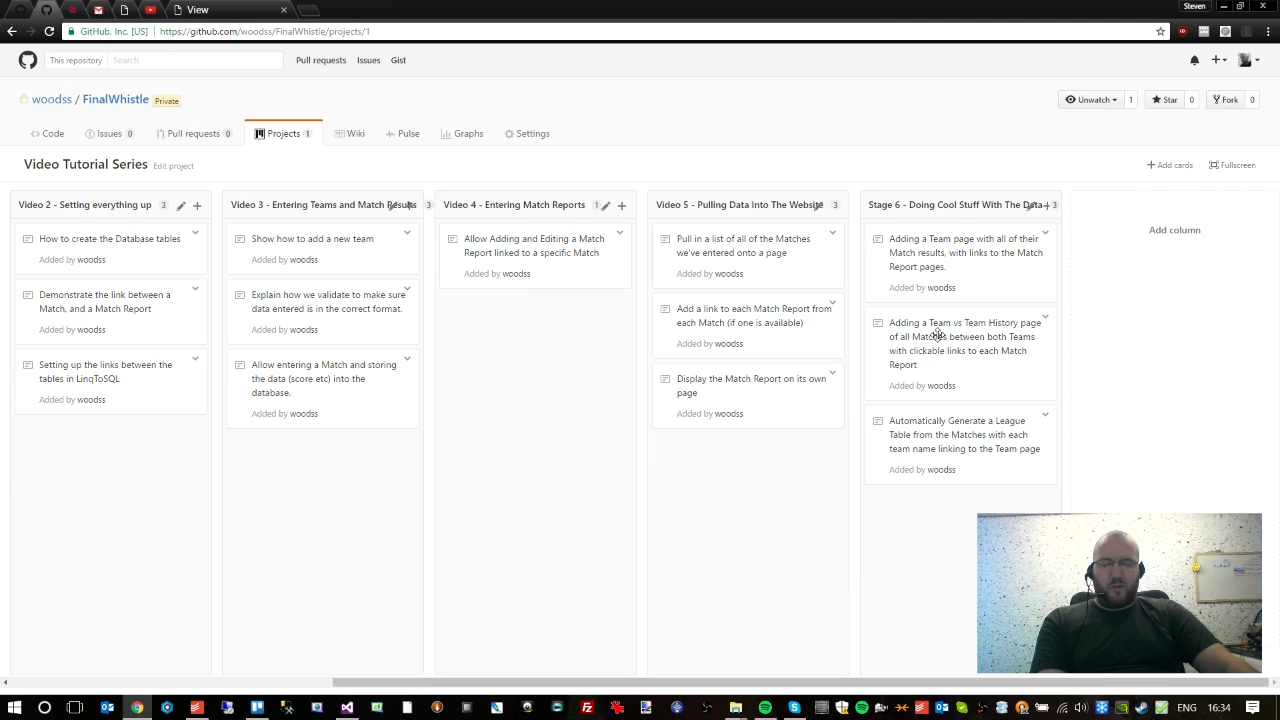 Steven
View
GitHub, Inc. [US]
https://github.com/woodss/FinalWhistle/projects/1
This repository
Search
Pull requests
Issues
Gist
woodss / FinalWhistle
Private
Unwatch
1
Star
0
Fork
0
Code
Issues 0
Pull requests 0
Projects 1
Wiki
Pulse
Graphs
Settings
Video Tutorial Series
Edit project
Add cards
Fullscreen
Video 2 - Setting everything up
3
How to create the Database tables
Added by woodss
Demonstrate the link between a
Match, and a Match Report
Added by woodss
Setting up the links between the
tables in LinqToSQL
Added by woodss
Video 3 - Entering Teams and Match Results
3
Show how to add a new team
Added by woodss
Explain how we validate to make sure
data entered is in the correct format.
Added by woodss
Allow entering a Match and storing
the data (score etc) into the
database.
Added by woodss
Video 4 - Entering Match Reports
1
Allow Adding and Editing a Match
Report linked to a specific Match
Added by woodss
Video 5 - Pulling Data Into The Website
3
Pull in a list of all of the Matches
we've entered onto a page
Added by woodss
Add a link to each Match Report from
each Match (if one is available)
Added by woodss
Display the Match Report on its own
page
Added by woodss
Stage 6 - Doing Cool Stuff With The Data
3
Adding a Team page with all of their
Match results, with links to the Match
Report pages.
Added by woodss
Adding a Team vs Team History page
of all Matches between both Teams
with clickable links to each Match
Report
Added by woodss
Automatically Generate a League
Table from the Matches with each
team name linking to the Team page
Added by woodss
Add column
ENG
16:34